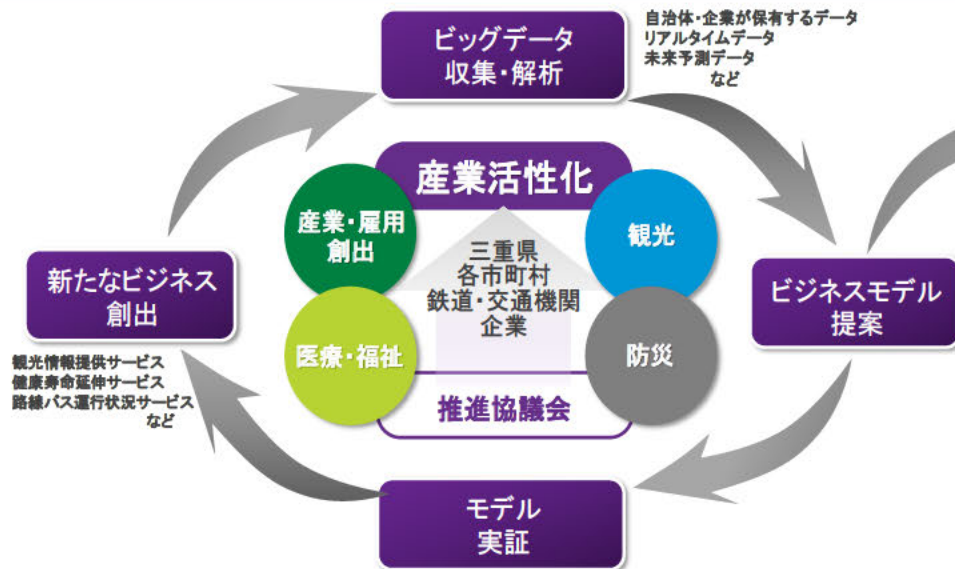 ビッグデータ
収集・解析
自治体・企業が保有するデータ
リアルタイムデータ
未来予測データ
など
産業活性化
産業・雇用
創出
観光
三重県
各市町村
鉄道・交通機関
企業
新たなビジネス
創出
ビジネスモデル
提案
医療・福祉
防災
観光情報提供サービス
健康寿命延伸サービス
路線バス運行状況サービス
など
推進協議会
モデル
実証